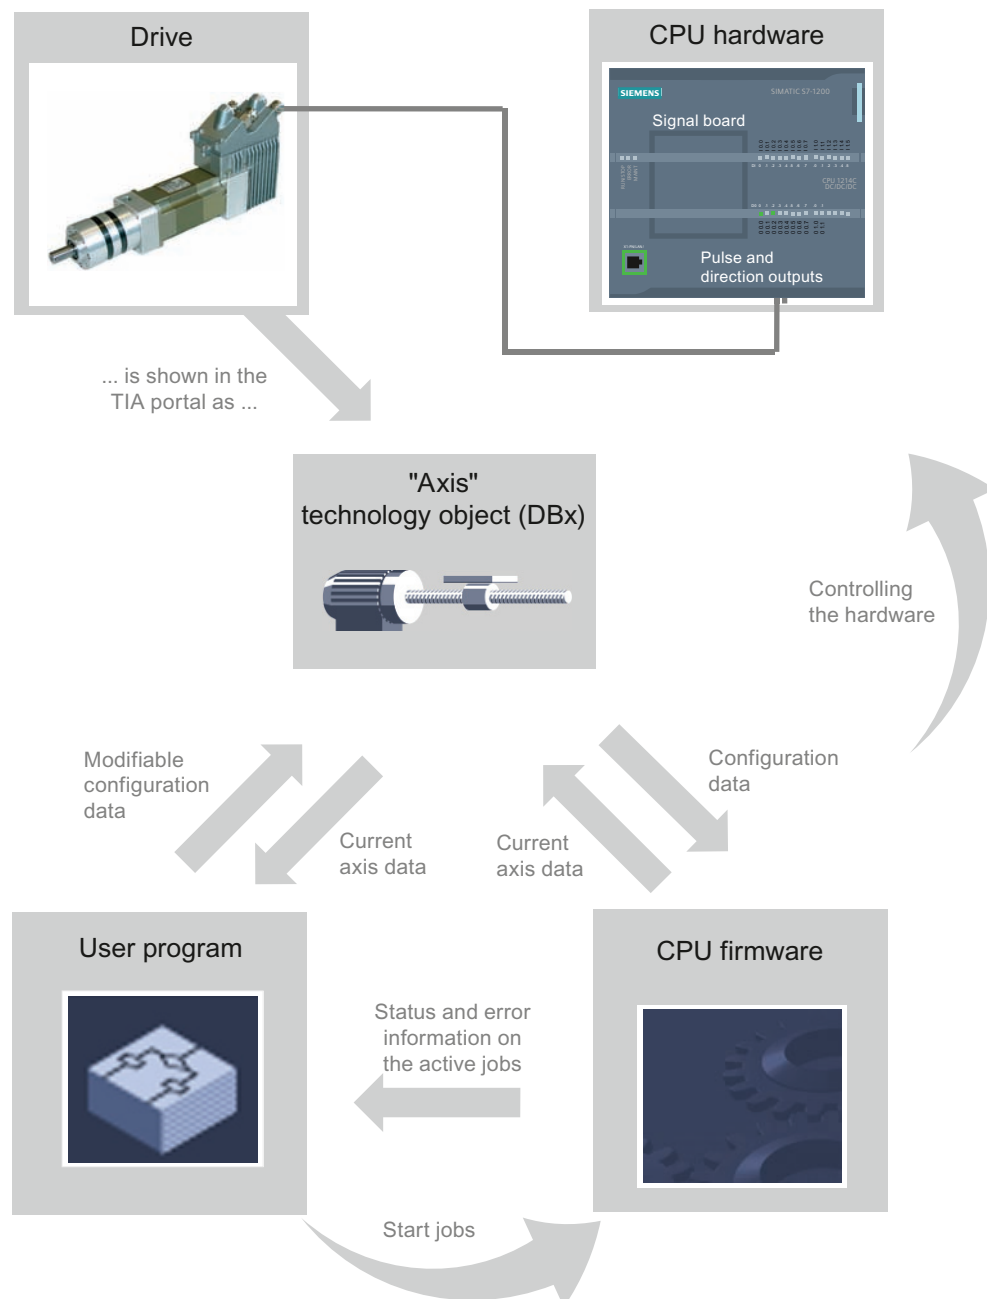 Drive
CPU hardware
SIEMENS
SIMATIC S7-1200
Signal board
CPU 1214C
DC/DC/DC
Pulse and
direction outputs
... is shown in the
TIA portal as ...
"Axis"
technology object (DBx)
Controlling
the hardware
Modifiable
configuration
data
Current
axis data
Current
axis data
Configuration
data
User program
CPU firmware
Status and error
information on
the active jobs
Start jobs